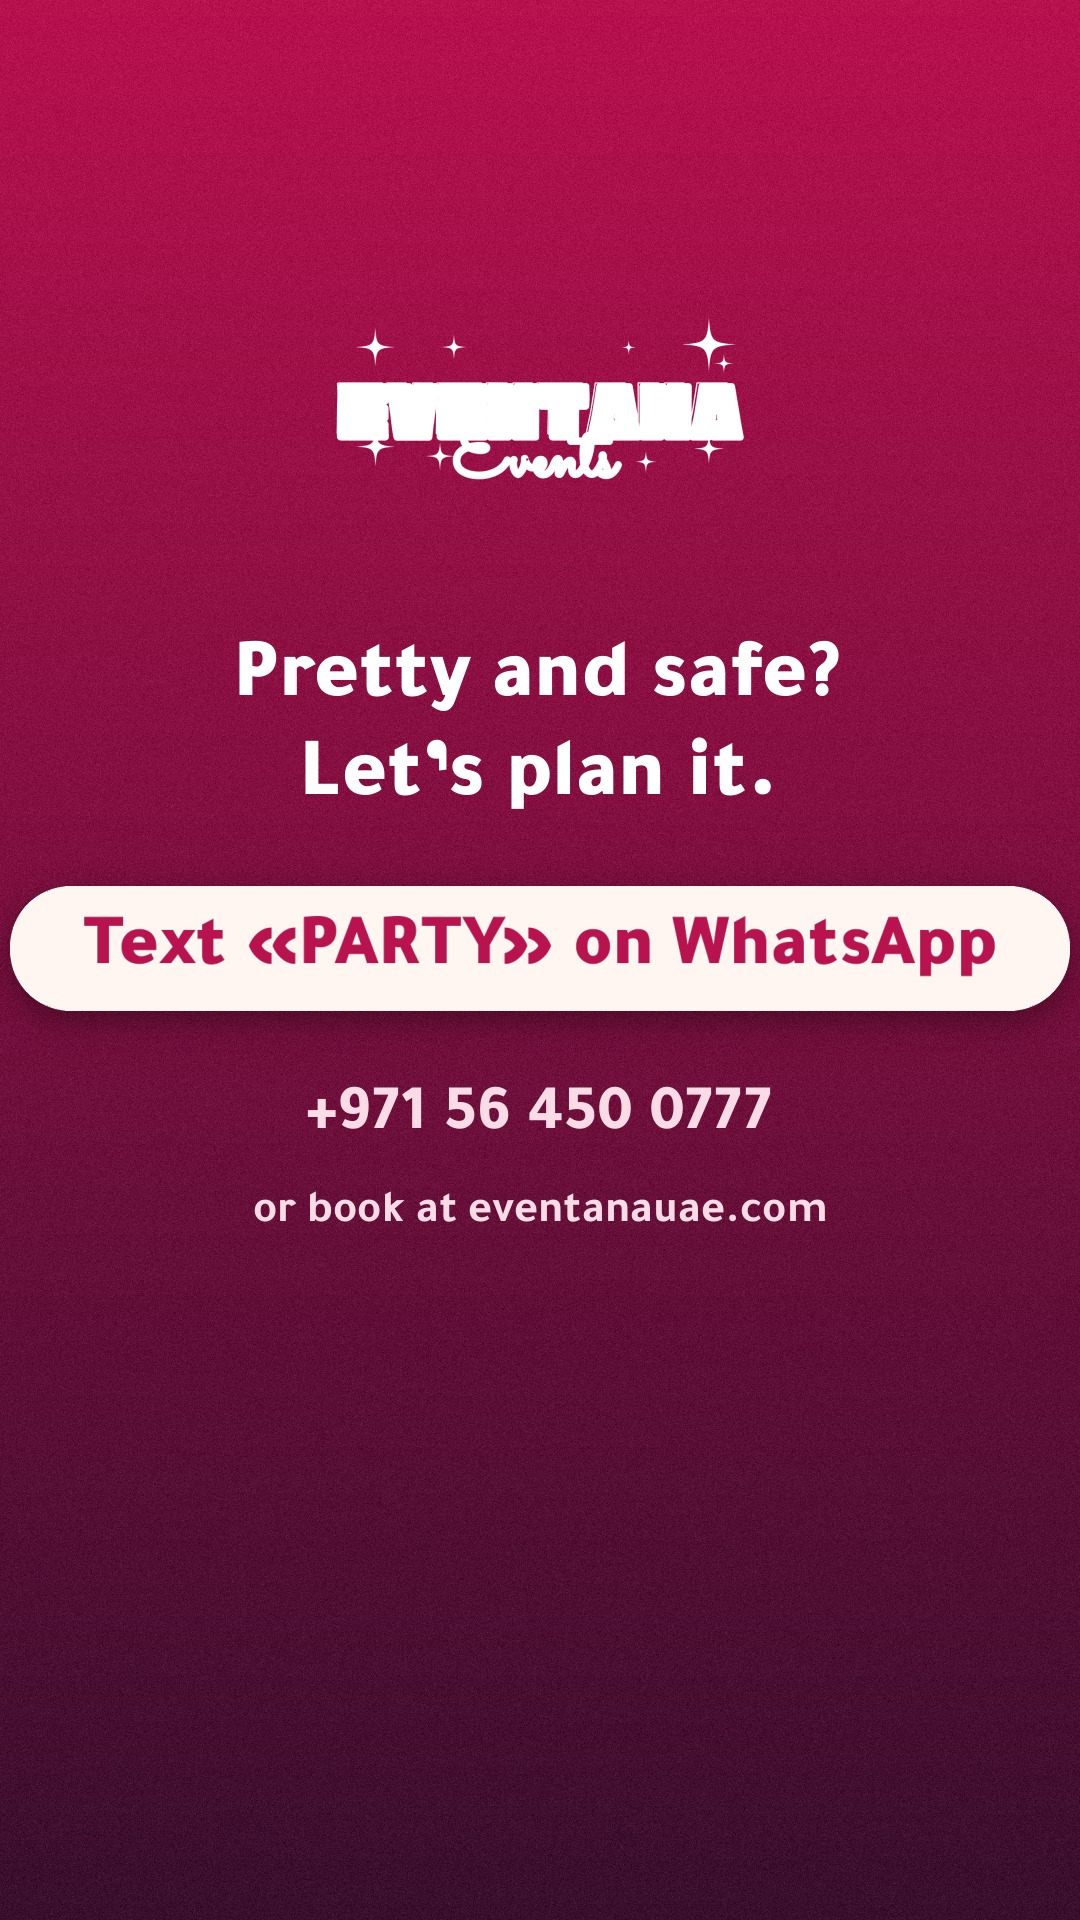 EVENTANA
Events
Pretty and safe?
Let's plan it.
Text «PARTY» on WhatsApp
+971 56 450 0777
or book at eventanauae.com